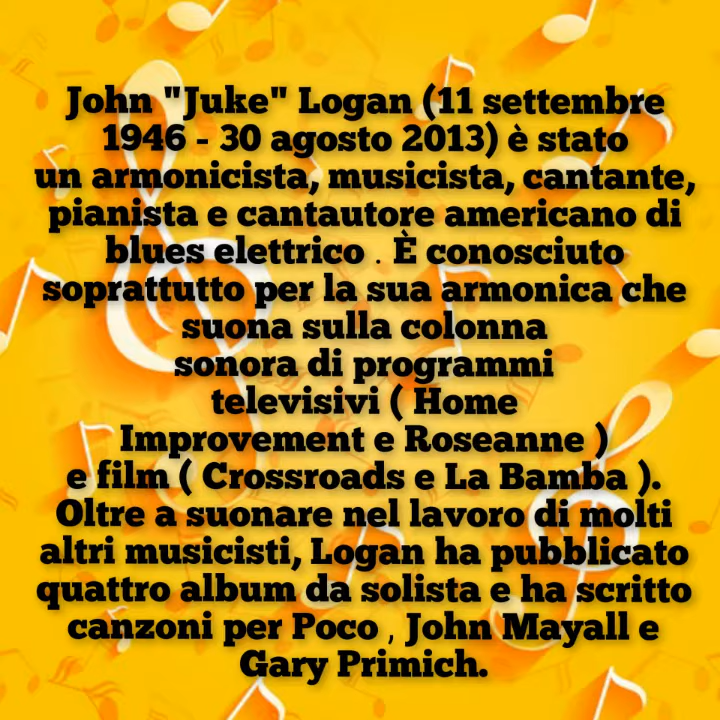 John "Juke" Logan (11 settembre
1946 - 30 agosto 2013) è stato
un armonicista, musicista, cantante,
pianista e cantautore americano di
blues elettrico . È conosciuto
soprattutto per la sua armonica che
suona sulla colonna
sonora di programmi
televisivi ( Home
Improvement e Roseanne )
e film ( Crossroads e La Bamba ).
Oltre a suonare nel lavoro di molti
altri musicisti, Logan ha pubblicato
quattro album da solista e ha scritto
canzoni per Poco , John Mayall e
Gary Primich.